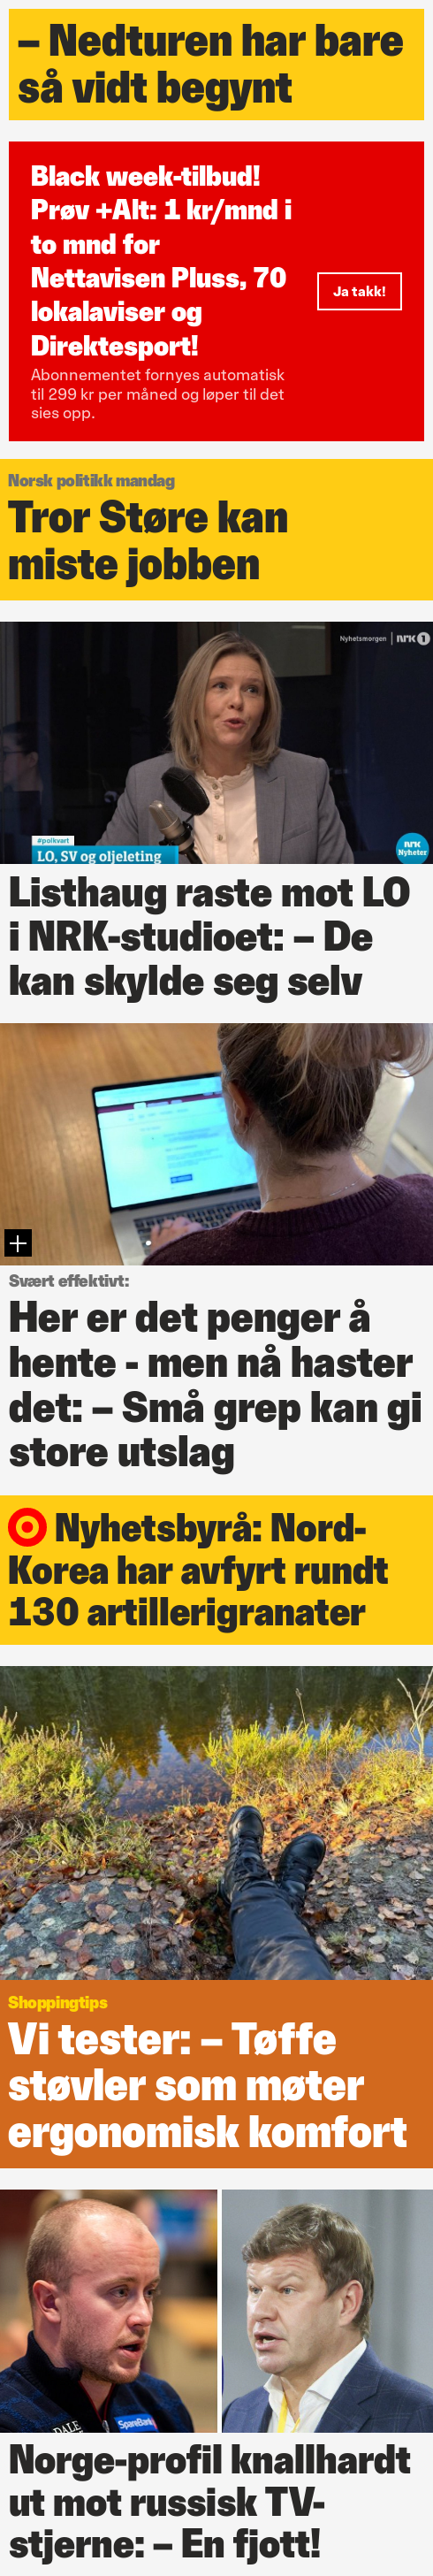 – Nedturen har bare
så vidt begynt
Black week-tilbud!
Prøv +Alt: 1 kr/mnd i
to mnd for
Nettavisen Pluss, 70
lokalaviser og
Direktesport!
Abonnementet fornyes automatisk
til 299 kr per måned og løper til det
sies opp.
Ja takk!
Norsk politikk mandag
Tror Støre kan
miste jobben
Nyhetsmorgen NRK 1
#polkvart
LO, SV og oljeleting
NRK
Nyheter
Listhaug raste mot LO
i NRK-studioet: – De
kan skylde seg selv
Svært effektivt:
Her er det penger å
hente - men nå haster
det: – Små grep kan gi
store utslag
Nyhetsbyrå: Nord-
Korea har avfyrt rundt
130 artillerigranater
Shoppingtips
Vi tester: – Tøffe
støvler som møter
ergonomisk komfort
DALE
SpareBank
Norge-profil knallhardt
ut mot russisk TV-
stjerne: – En fjott!